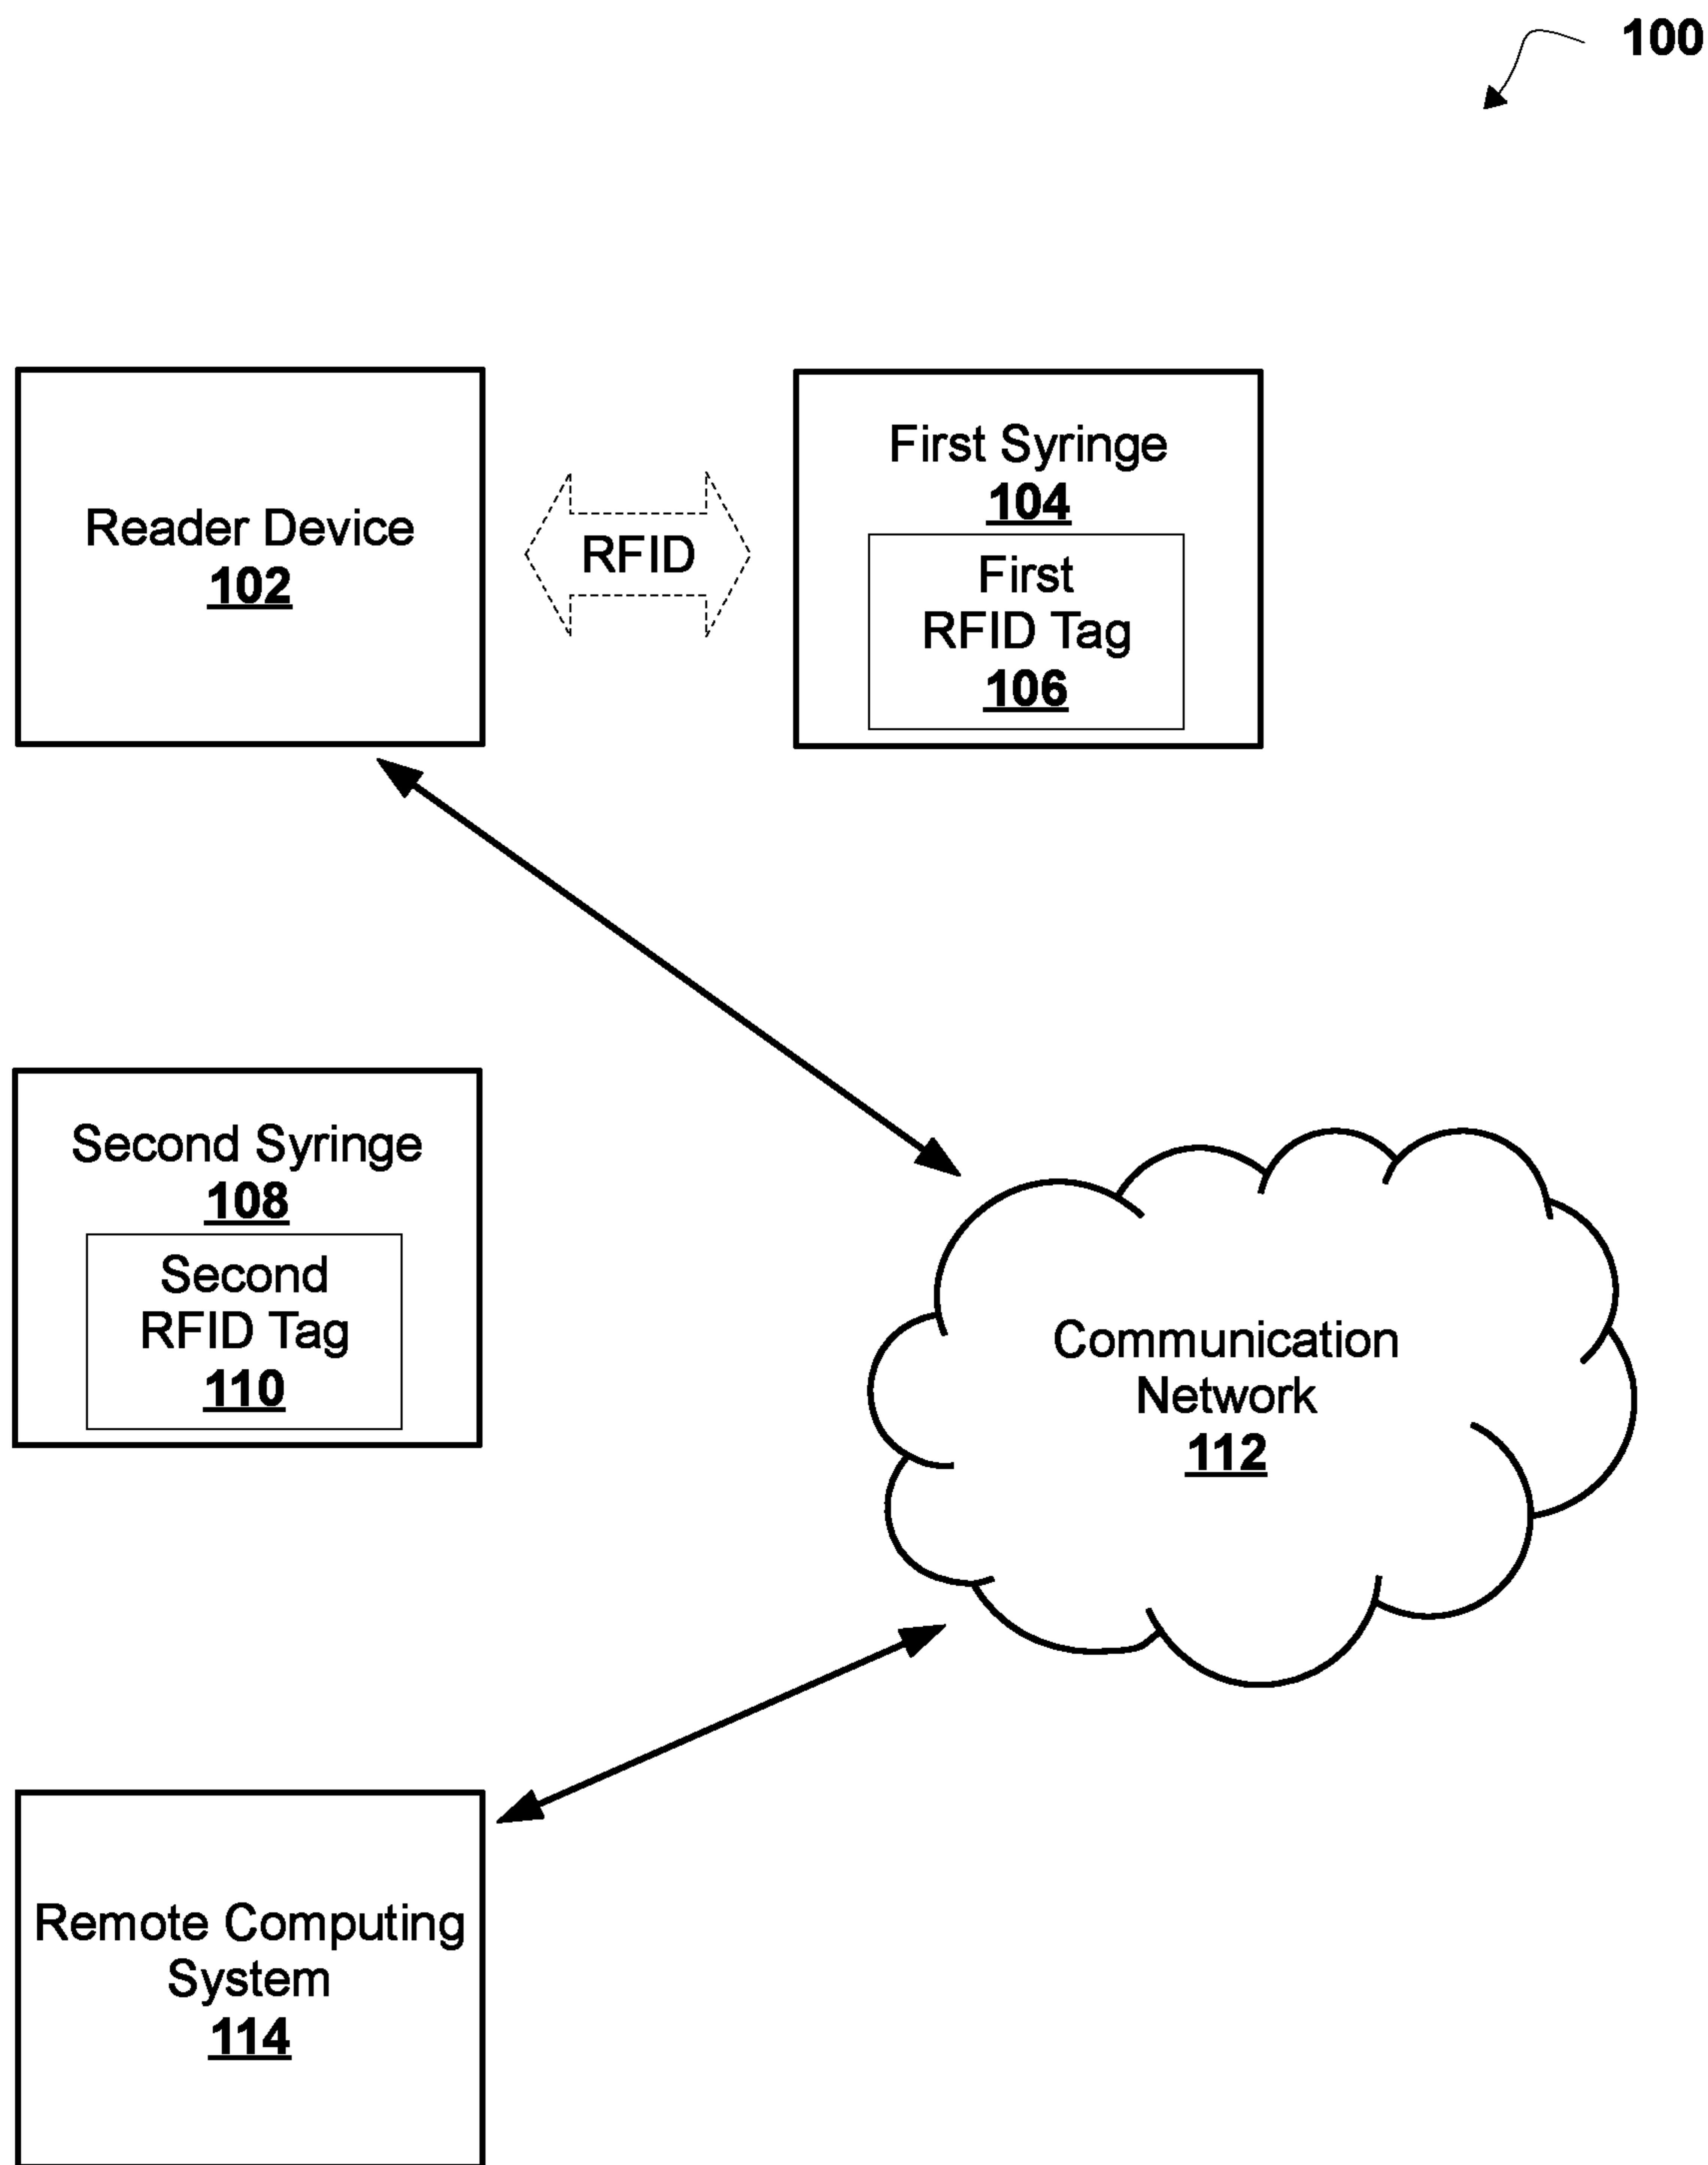 100
Reader Device
102
RFID
First Syringe
104
First
RFID Tag
106
Second Syringe
108
Second
RFID Tag
110
Communication
Network
112
Remote Computing
System
114